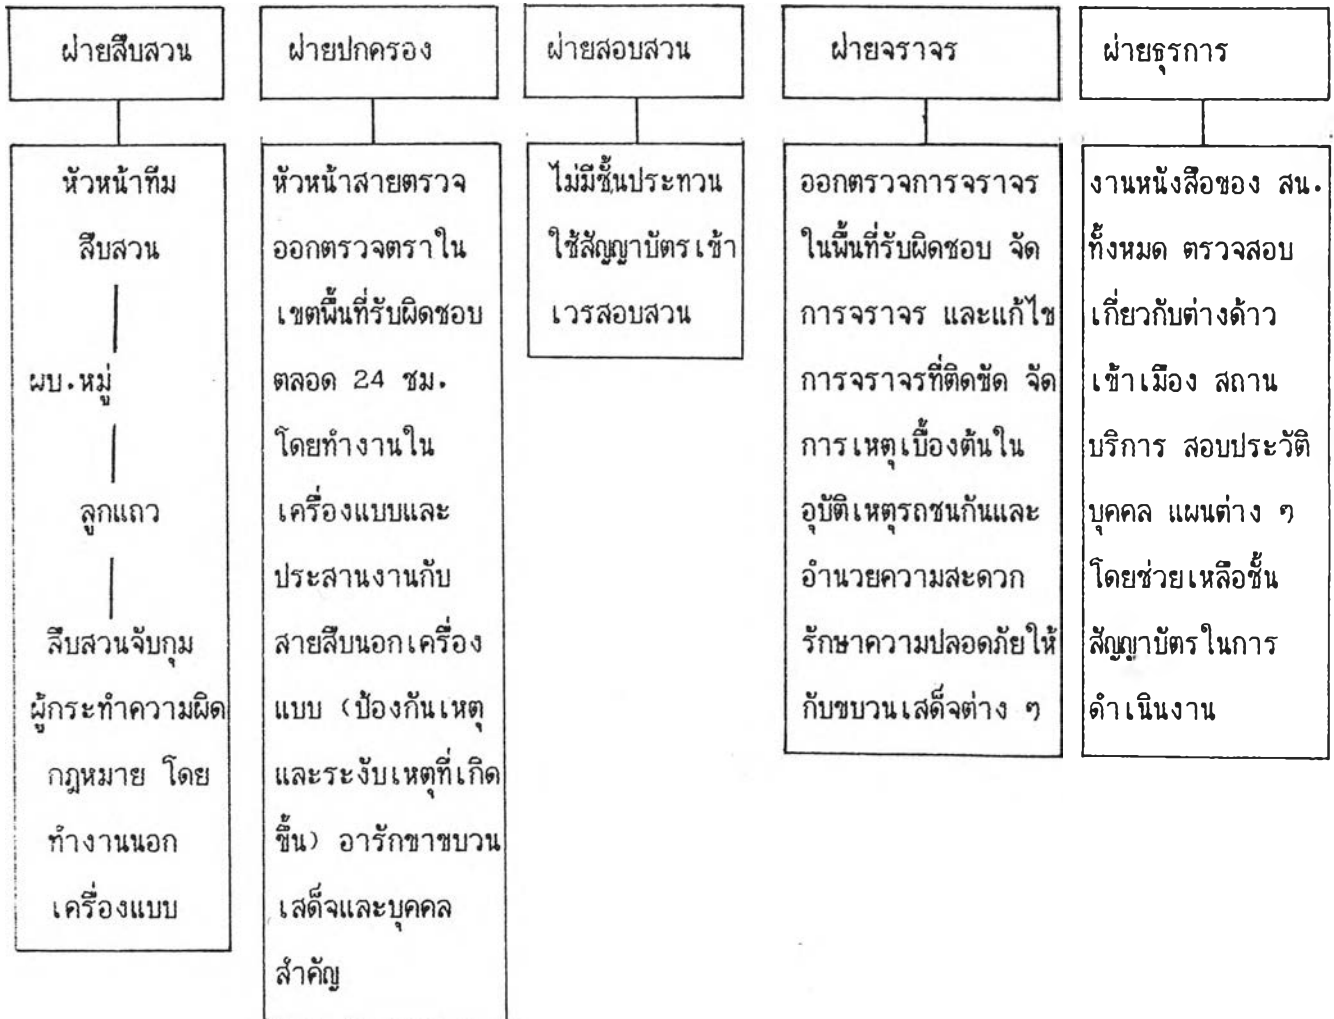 ฝ่ายสืบสวน
หัวหน้าทีม
สืบสวน
ผบ.หมู่
ลูกแถว
สืบสวนจับกุม
ผู้กระทำความผิด
กฎหมาย โดย
ทำงานนอก
เครื่องแบบ
ฝ่ายปกครอง
หัวหน้าสายตรวจ
ออกตรวจตราใน
เขตพื้นที่รับผิดชอบ
ตลอด 24 ชม.
โดยทำงานใน
เครื่องแบบและ
ประสานงานกับ
สายสืบนอกเครื่อง
แบบ (ป้องกันเหตุ
และระงับเหตุที่เกิด
ขึ้น) อารักขาขบวน
เสด็จและบุคคล
สำคัญ
ฝ่ายสอบสวน
ไม่มีชั้นประทวน
ใช้สัญญาบัตรเข้า
เวรสอบสวน
ฝ่ายจราจร
ออกตรวจการจราจร
ในพื้นที่รับผิดชอบ จัด
การจราจร และแก้ไข
การจราจรที่ติดขัด จัด
การเหตุเบื้องต้นใน
อุบัติเหตุรถชนกันและ
อำนวยความสะดวก
รักษาความปลอดภัยให้
กับขบวนเสด็จต่าง ๆ
ฝ่ายธุรการ
งานหนังสือของ สน.
ทั้งหมด ตรวจสอบ
เกี่ยวกับต่างด้าว
เข้าเมือง สถาน
บริการ สอบประวัติ
บุคคล แผนต่าง ๆ
โดยช่วยเหลือชั้น
สัญญาบัตรในการ
ดำเนินงาน